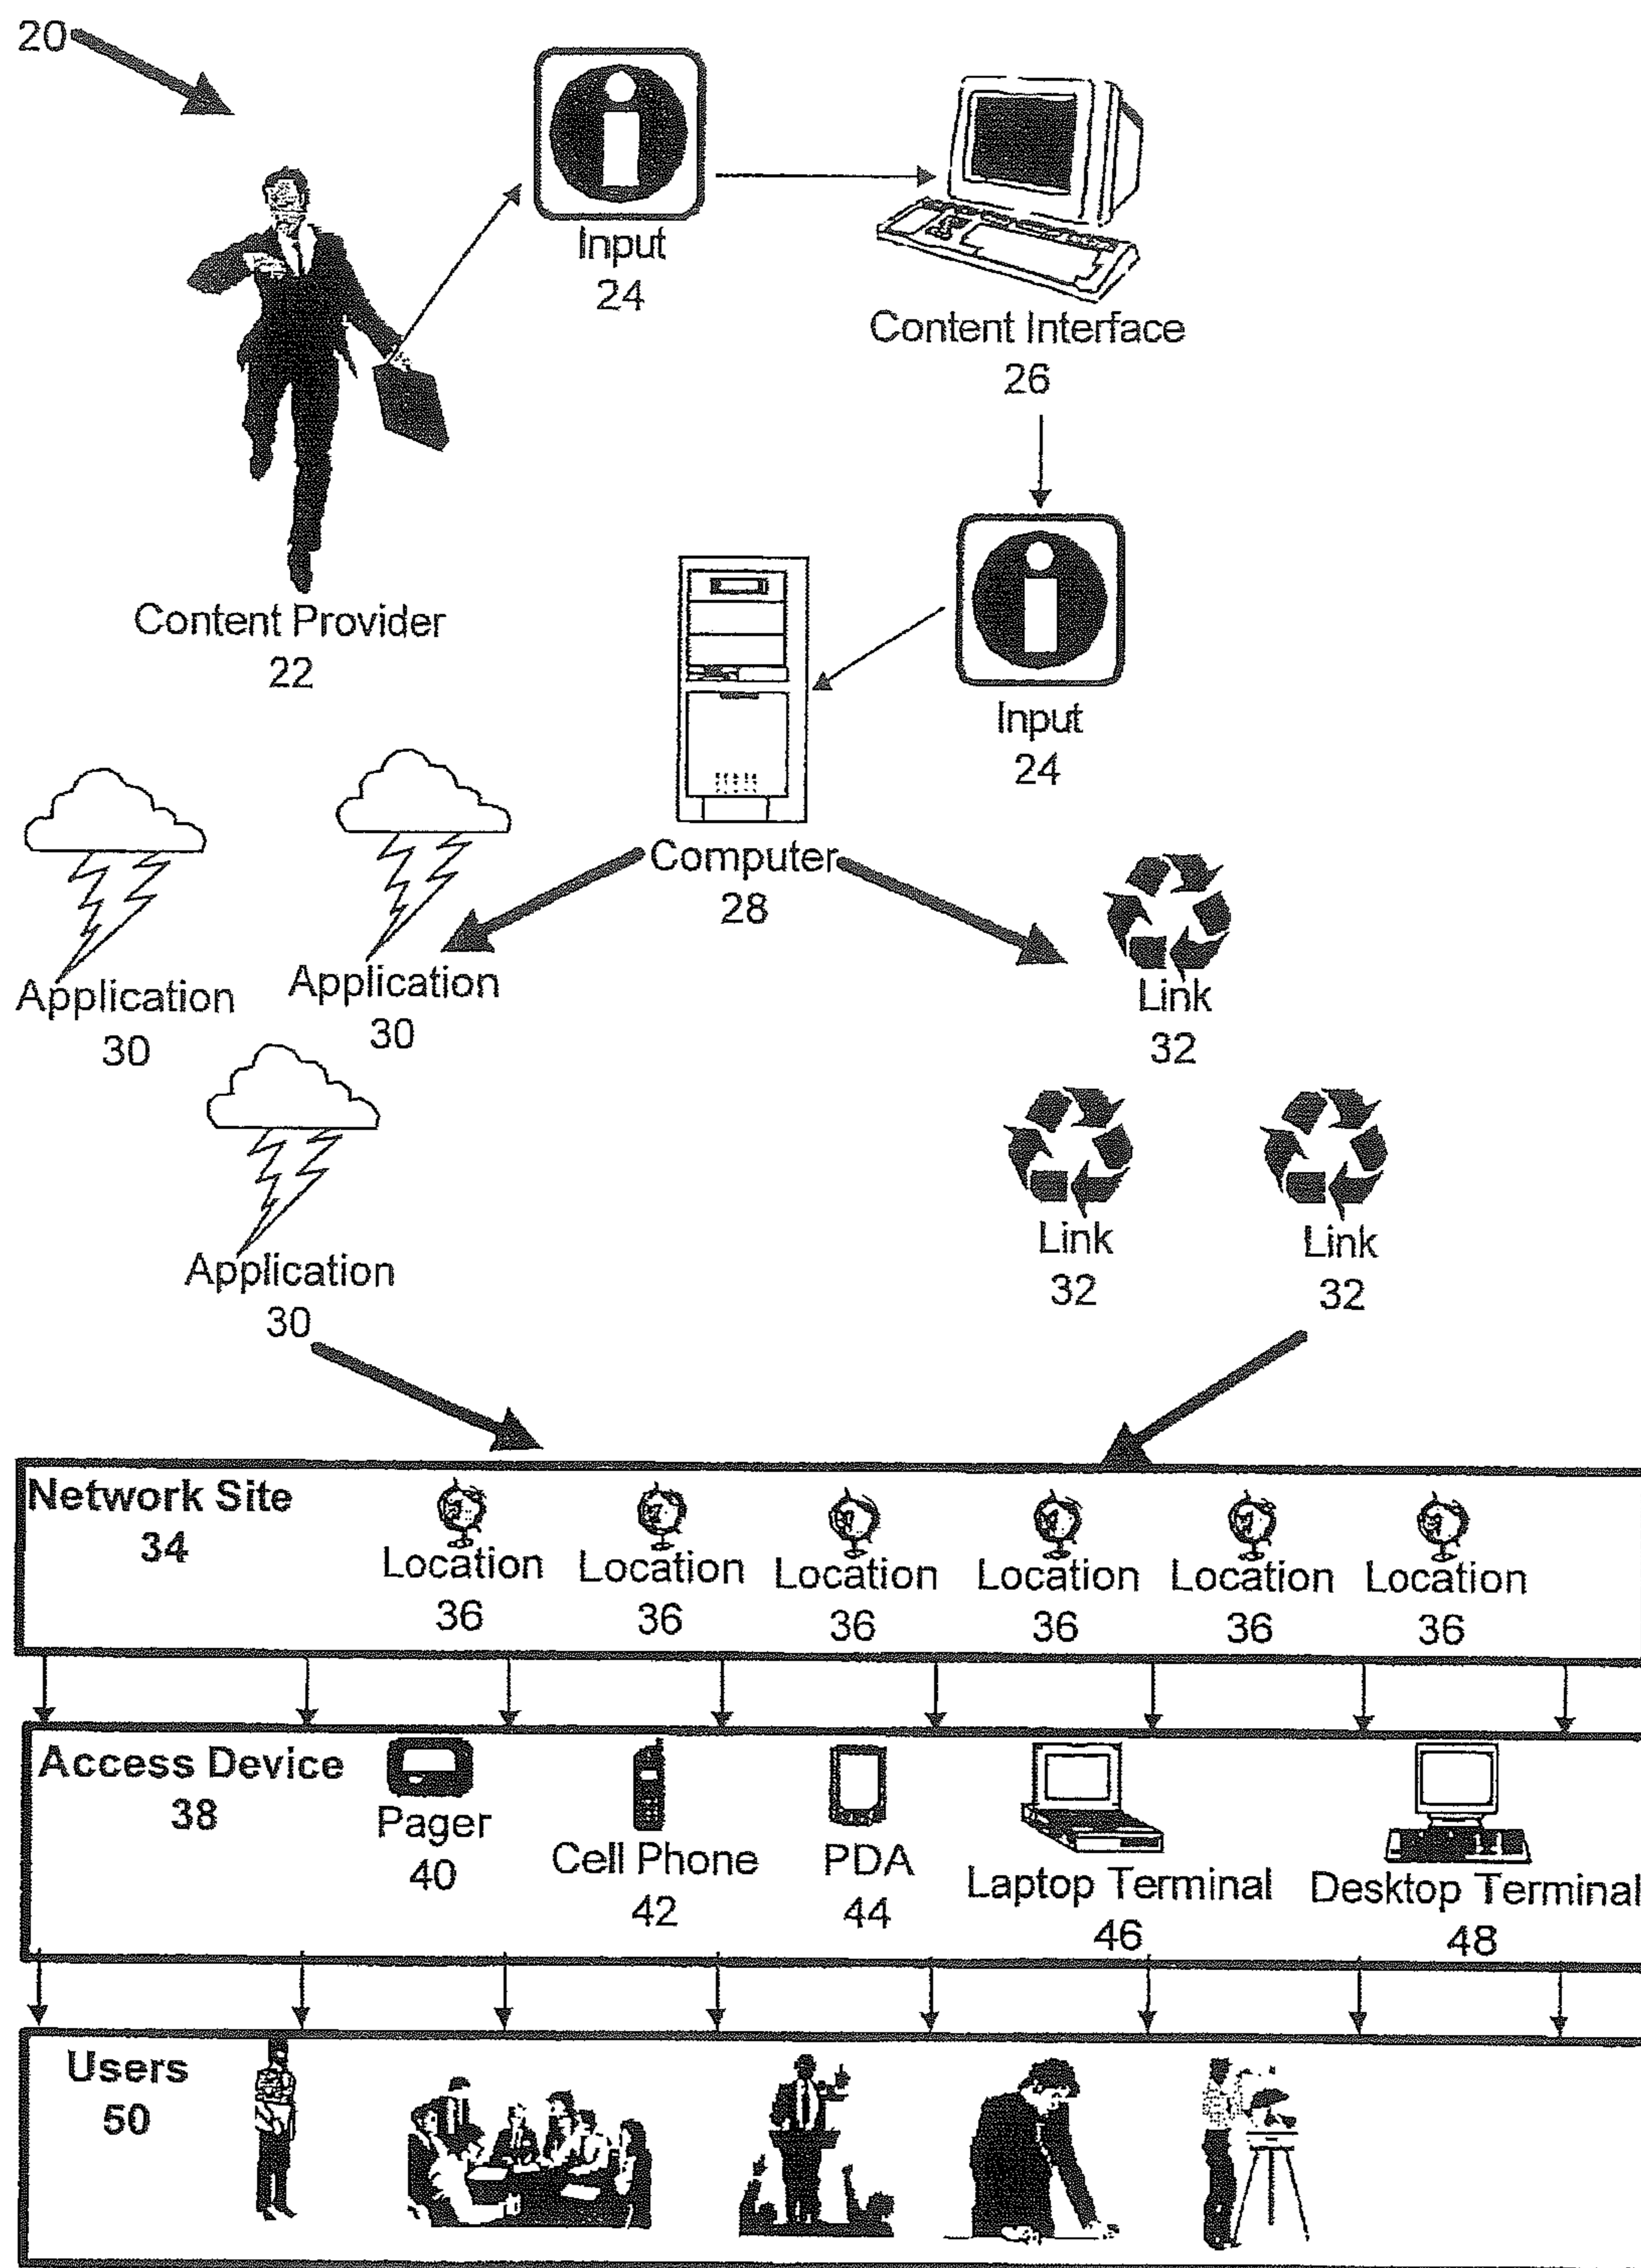 20
Input
24
Content Interface
26
Content Provider
22
Input
24
Computer
28
Application
30
Application
30
Application
30
Link
32
Link
32
Link
32
Network Site
34
Location
36
Location
36
Location
36
Location
36
Location
36
Location
36
Access Device
38
Pager
40
Cell Phone
42
PDA
44
Laptop Terminal
46
Desktop Terminal
48
Users
50